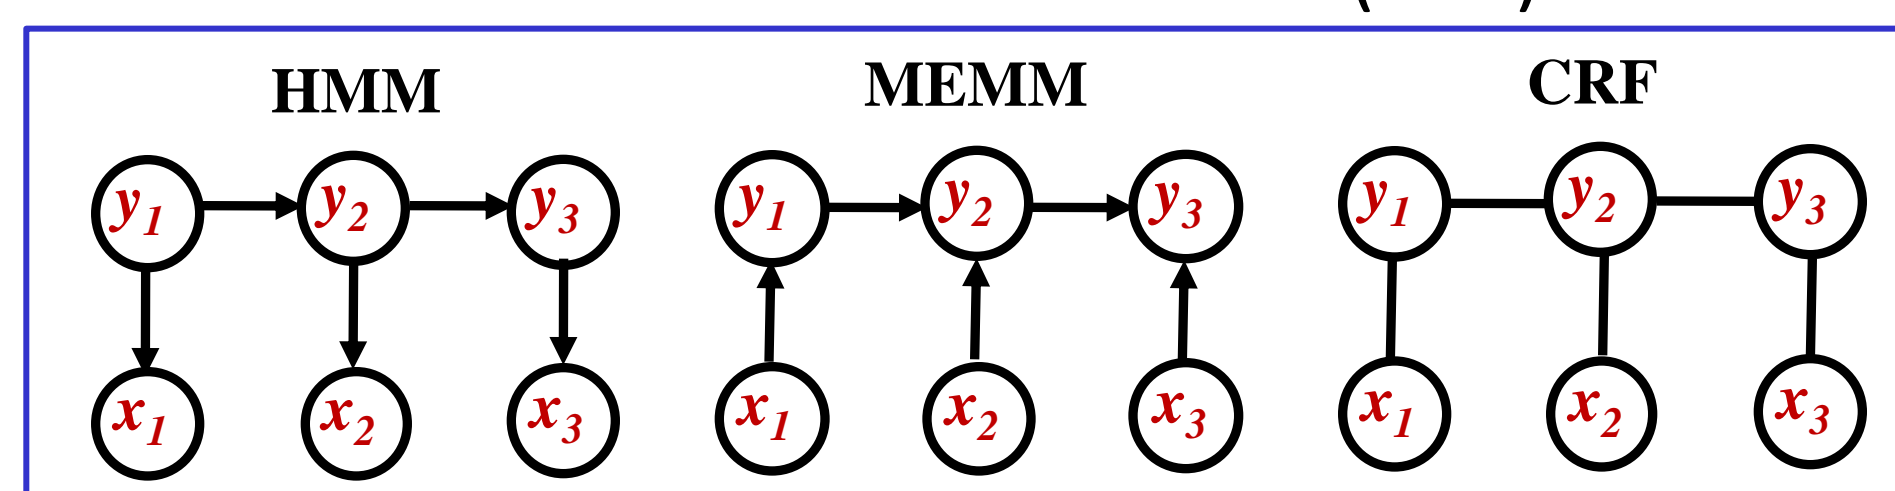 HMM MEMM CRF
y1 y2 y3 y1 y2 y3 y1 y2 y3
x1 x2 x3 x1 x2 x3 x1 x2 x3